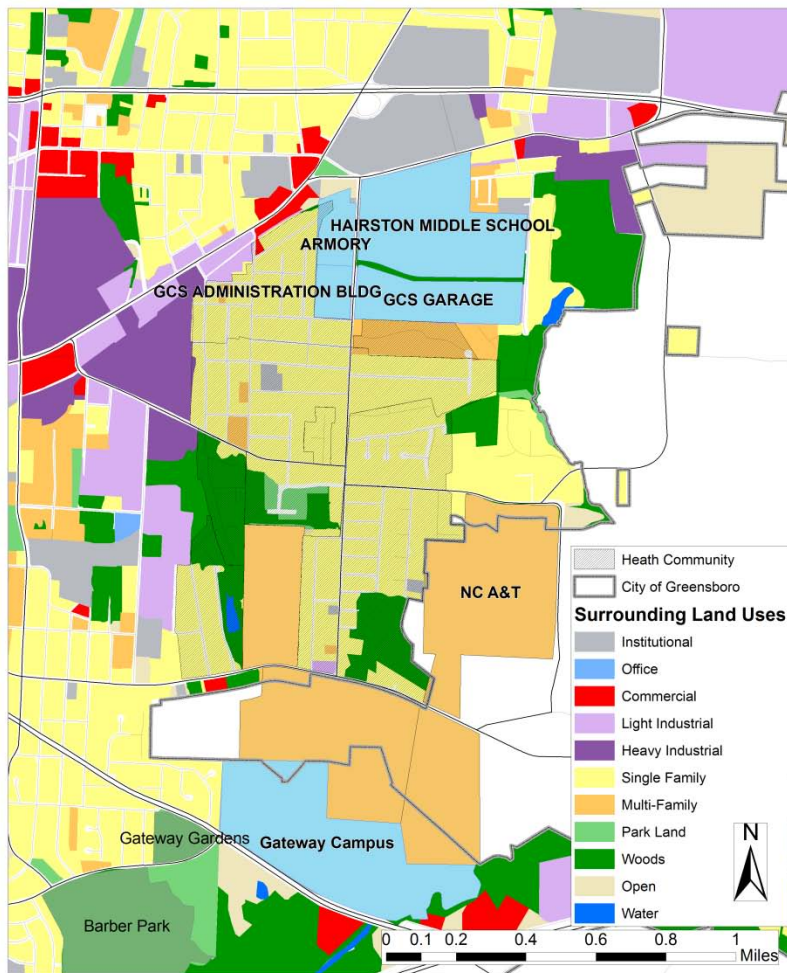 HAIRSTON MIDDLE SCHOOL
ARMORY
GCS ADMINISTRATION BLDG
GCS GARAGE
NC A&T
Gateway Gardens
Gateway Campus
Barber Park
Heath Community
City of Greensboro
Surrounding Land Uses
Institutional
Office
Commercial
Light Industrial
Heavy Industrial
Single Family
Multi-Family
Park Land
Woods
Open
Water
N
0 0.1 0.2 0.4 0.6 0.8 1
Miles